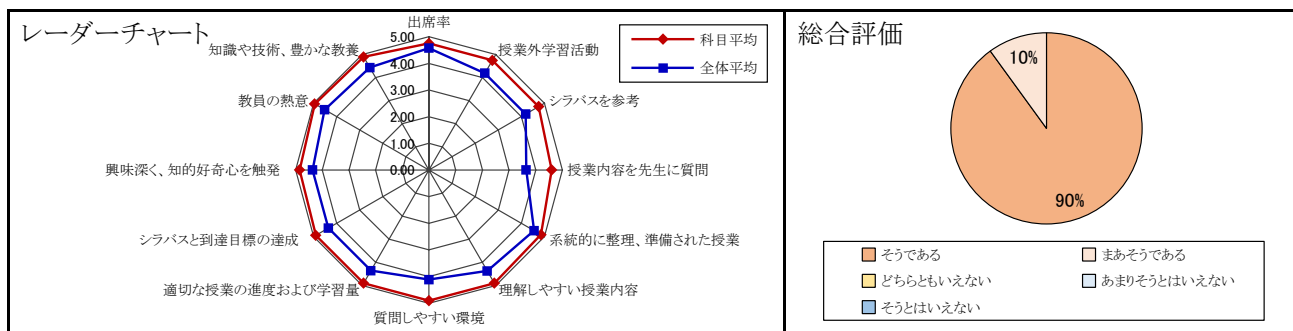 レーダーチャート
出席率
授業外学習活動
シラバスを参考
授業内容を先生に質問
系統的に整理、準備された授業
理解しやすい授業内容
質問しやすい環境
適切な授業の進度および学習量
シラバスと到達目標の達成
興味深く、知的好奇心を触発
教員の熱意
知識や技術、豊かな教養
5.00
4.00
3.00
2.00
1.00
0.00
科目平均
全体平均
総合評価
10%
90%
そうである
まあそうである
どちらともいえない
あまりそうとはいえない
そうとはいえない